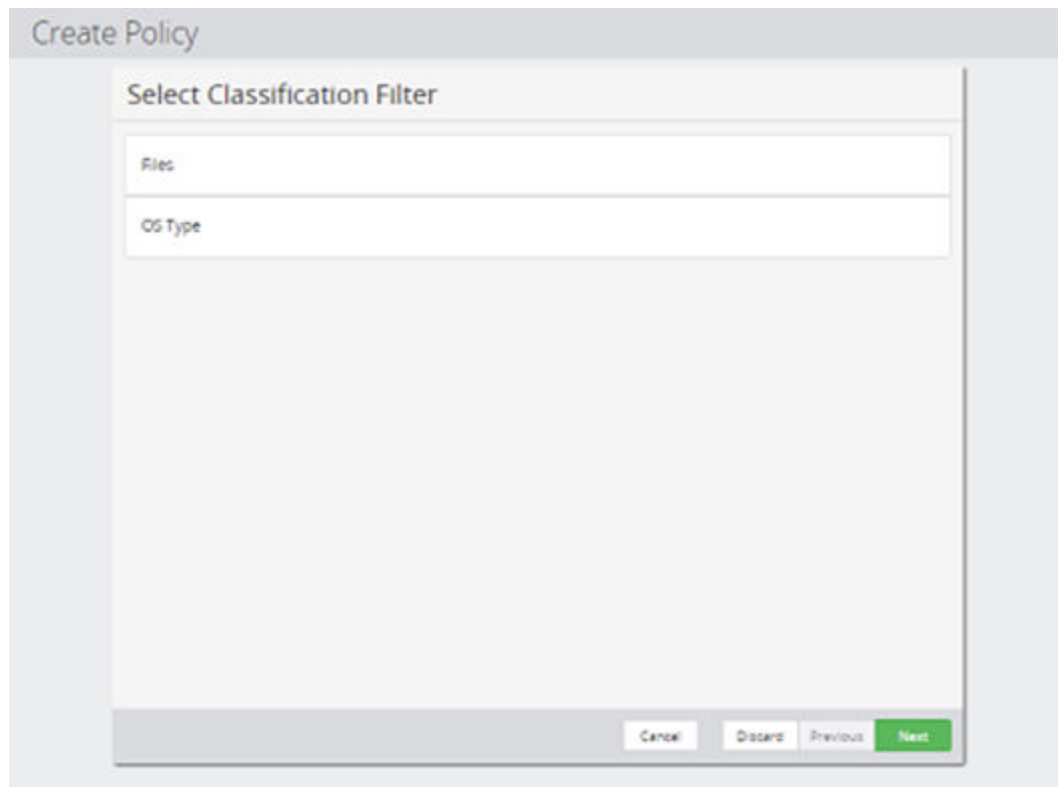 Create Policy
Select Classification Filter
Files
OS Type
Cancel Discard Previous Next